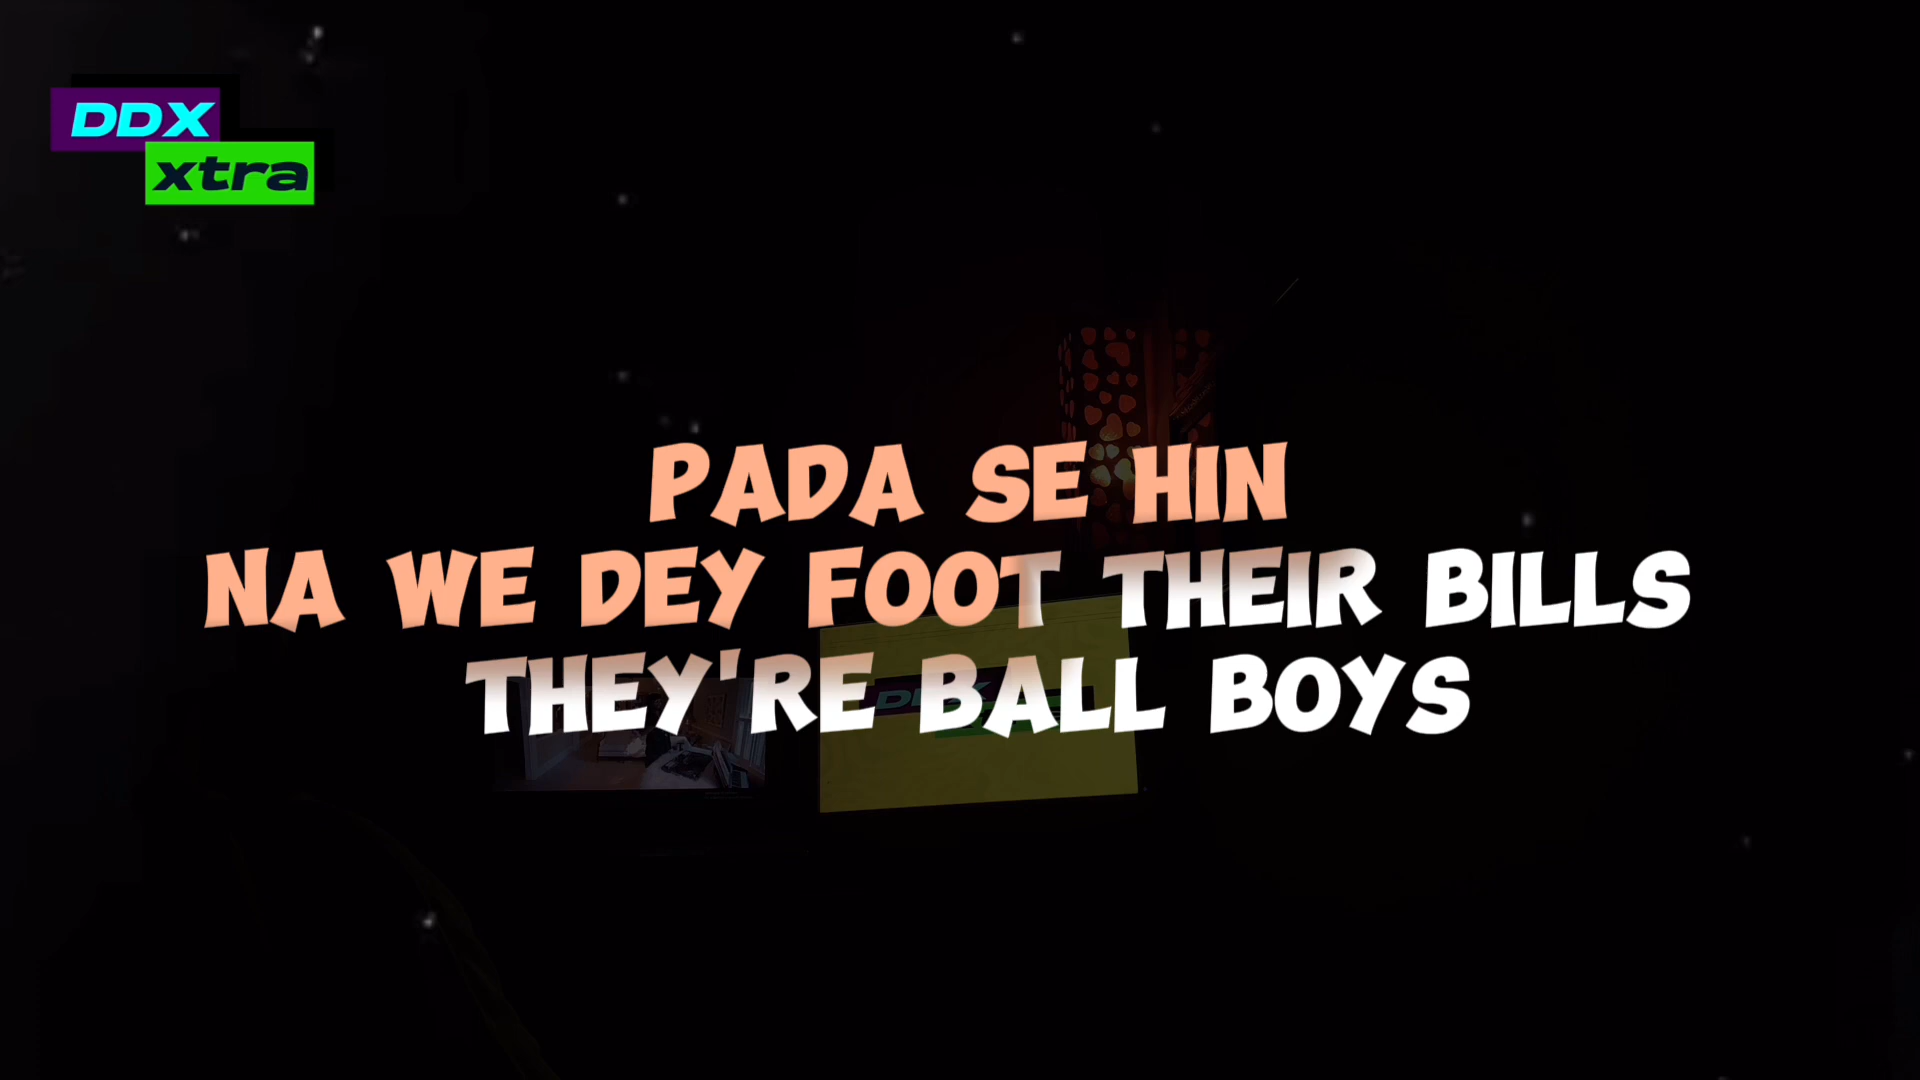 DDX
xtra
PADA SE HIN
NA WE DEY FOOT THEIR BILLS
THEY'RE BALL BOYS